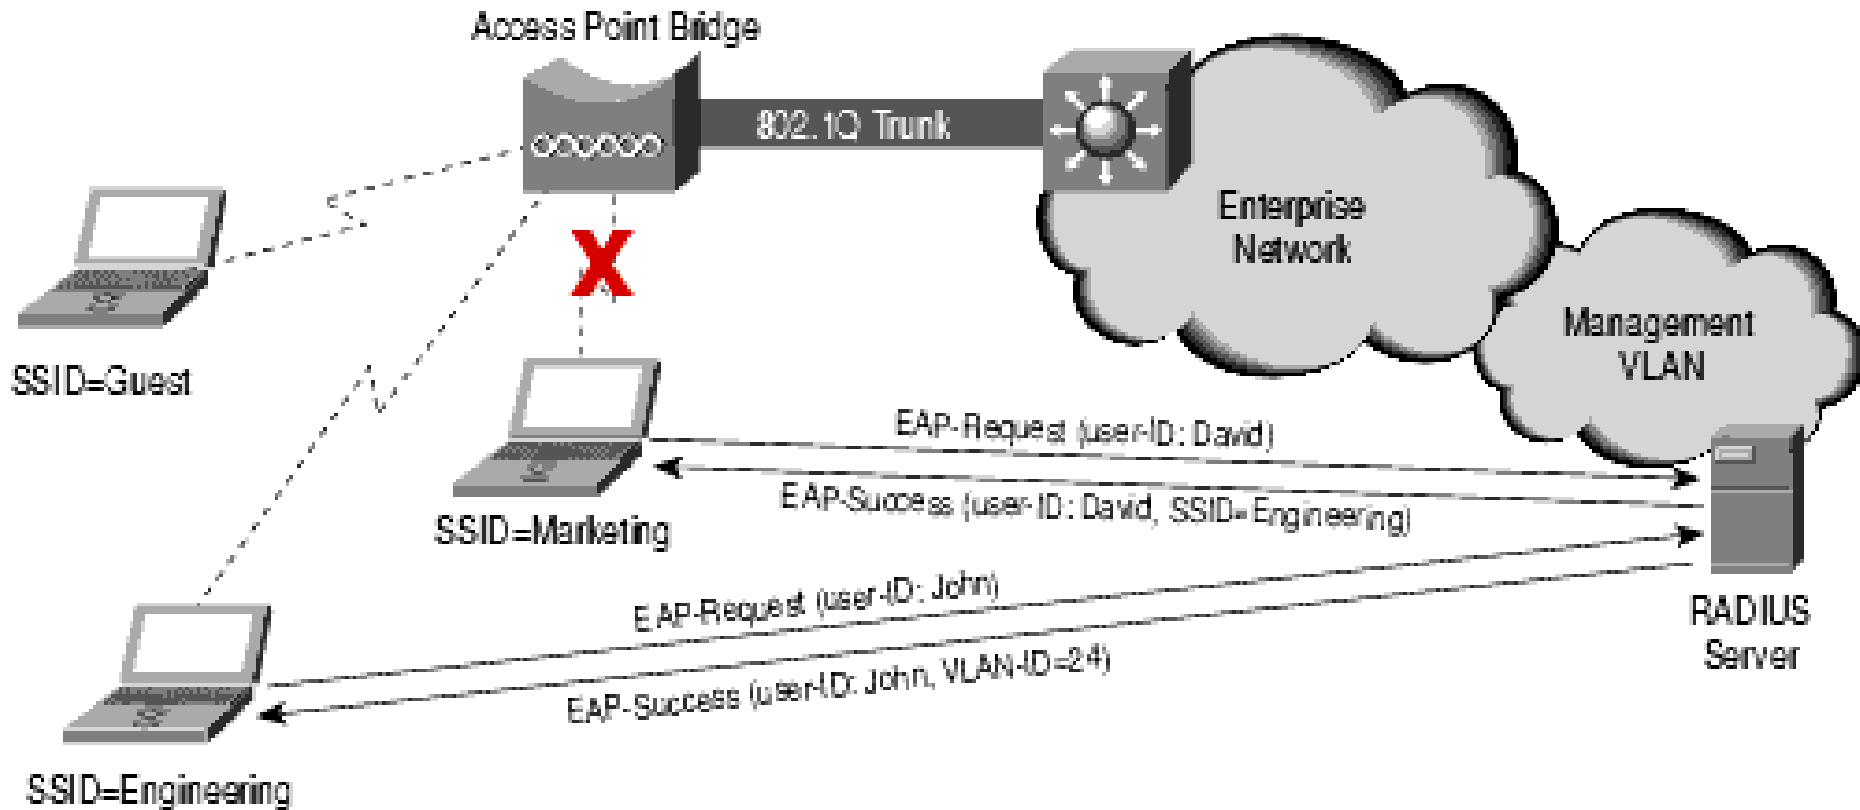 Access Point Bridge
802.1Q Trunk
Enterprise
Network
Management
VLAN
SSID=Guest
EAP-Request (user-ID: David)
EAP-Success (user-ID: David, SSID=Engineering)
SSID=Marketing
EAP-Request (user-ID: John)
EAP-Success (user-ID: John, VLAN-ID=24)
RADIUS
Server
SSID=Engineering